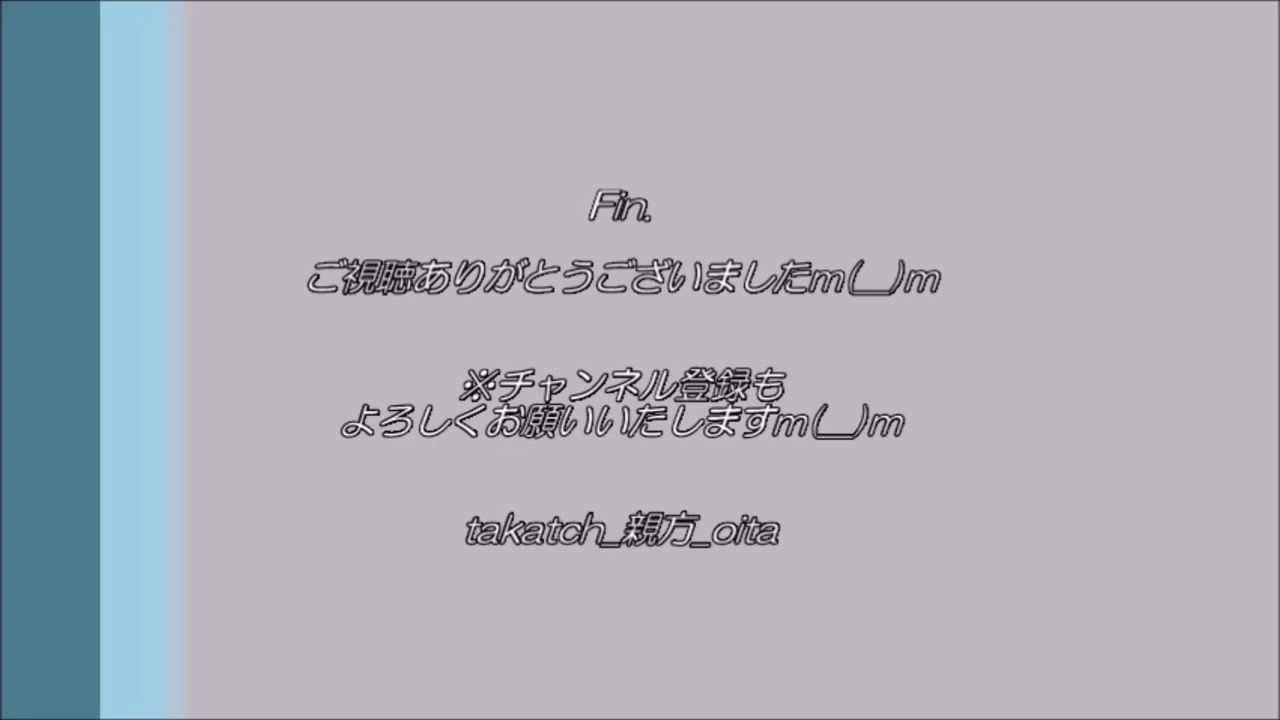 Fin.
ご視聴ありがとうございましたm(__)m
※チャンネル登録も
よろしくお願いいたしますm(__)m
takatch_親方_oita